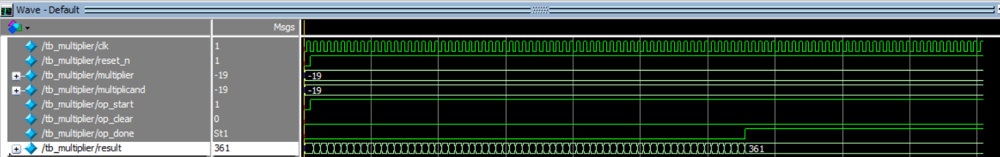 Wave - Default
Msgs
/tb_multiplier/clk 1
/tb_multiplier/reset_n 1
/tb_multiplier/multiplier -19 -19
/tb_multiplier/multiplicand -19 -19
/tb_multiplier/op_start 1
/tb_multiplier/op_clear 0
/tb_multiplier/op_done St1
/tb_multiplier/result 361 361